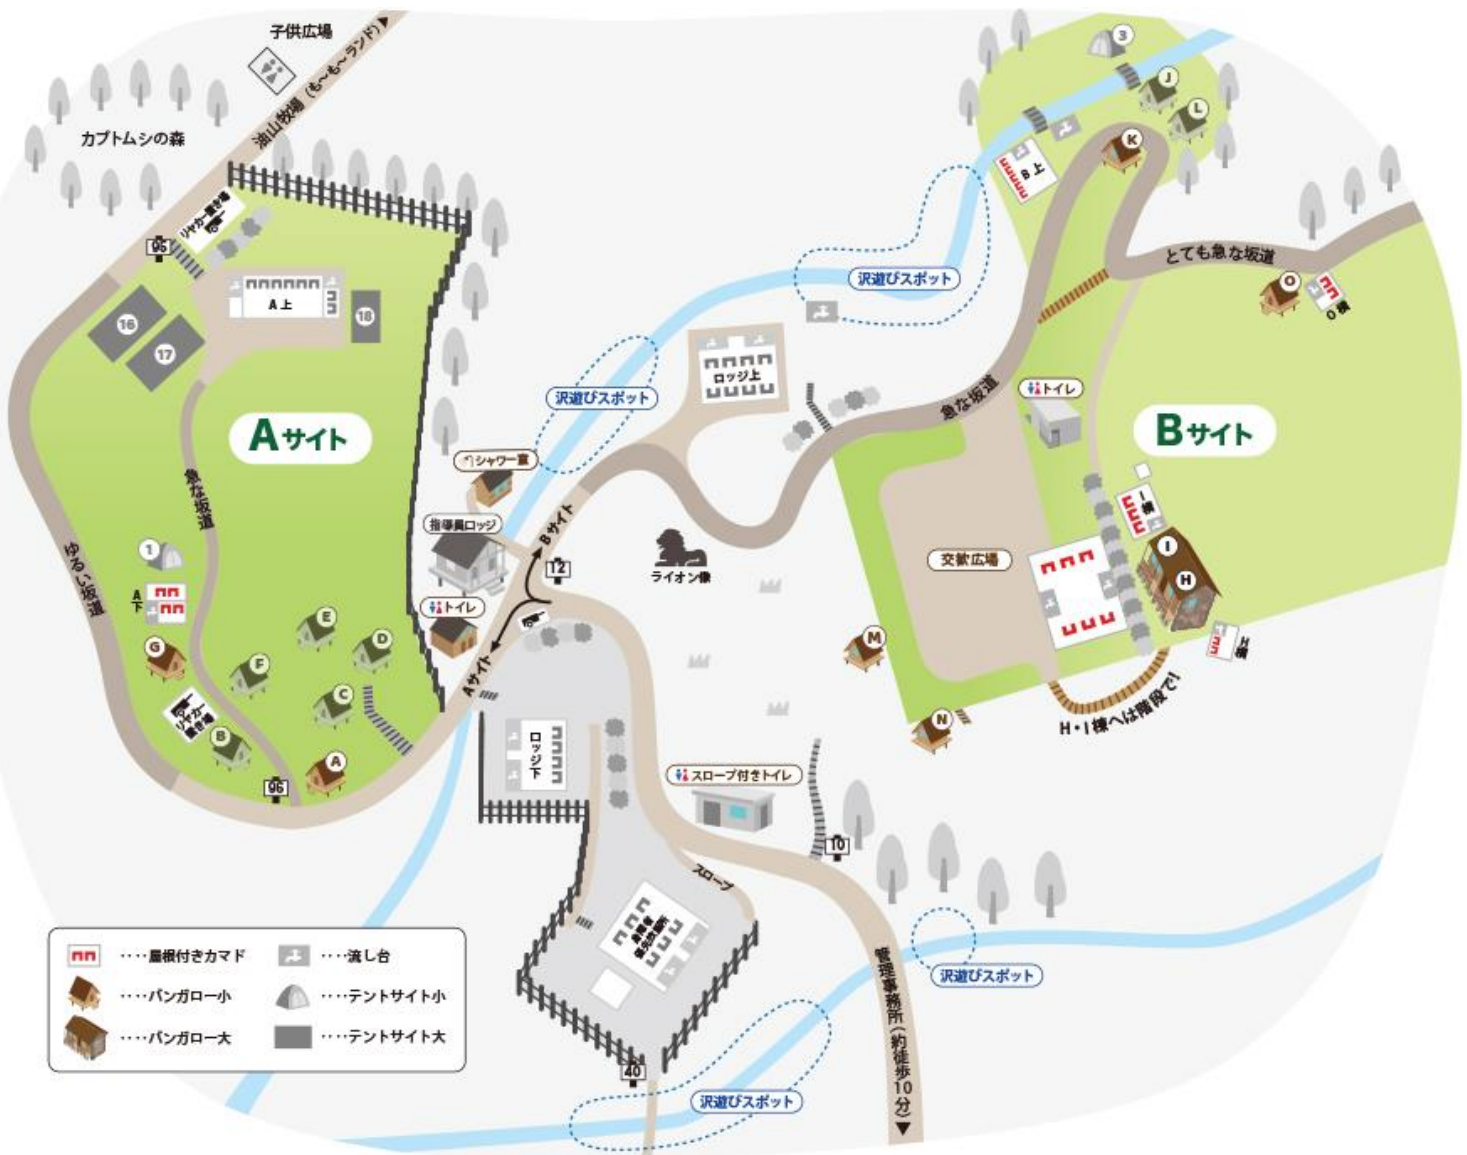 子供広場
油山牧場(も〜も〜ランド)▶
カブトムシの森
リヤカー置き場
96
A上
16
17
18
Aサイト
急な坂道
ゆるい坂道
1
A下
G
E
D
F
C
リヤカー
置き場
B
A
96
沢遊びスポット
沢遊びスポット
ロッジ上
シャワー室
指導員ロッジ
トイレ
Bサイト
12
Aサイト
ライオン像
ロッジ下
スロープ付きトイレ
10
スロープ
身障者
優先炊飯所
40
管理事務所(約徒歩10分)▶
沢遊びスポット
沢遊びスポット
3
J
L
K
B上
とても急な坂道
O
O横
急な坂道
トイレ
Bサイト
I横
I
H
H横
交歓広場
M
N
H・I棟へは階段で!
‥‥屋根付きカマド
‥‥流し台
‥‥バンガロー小
‥‥テントサイト小
‥‥バンガロー大
‥‥テントサイト大